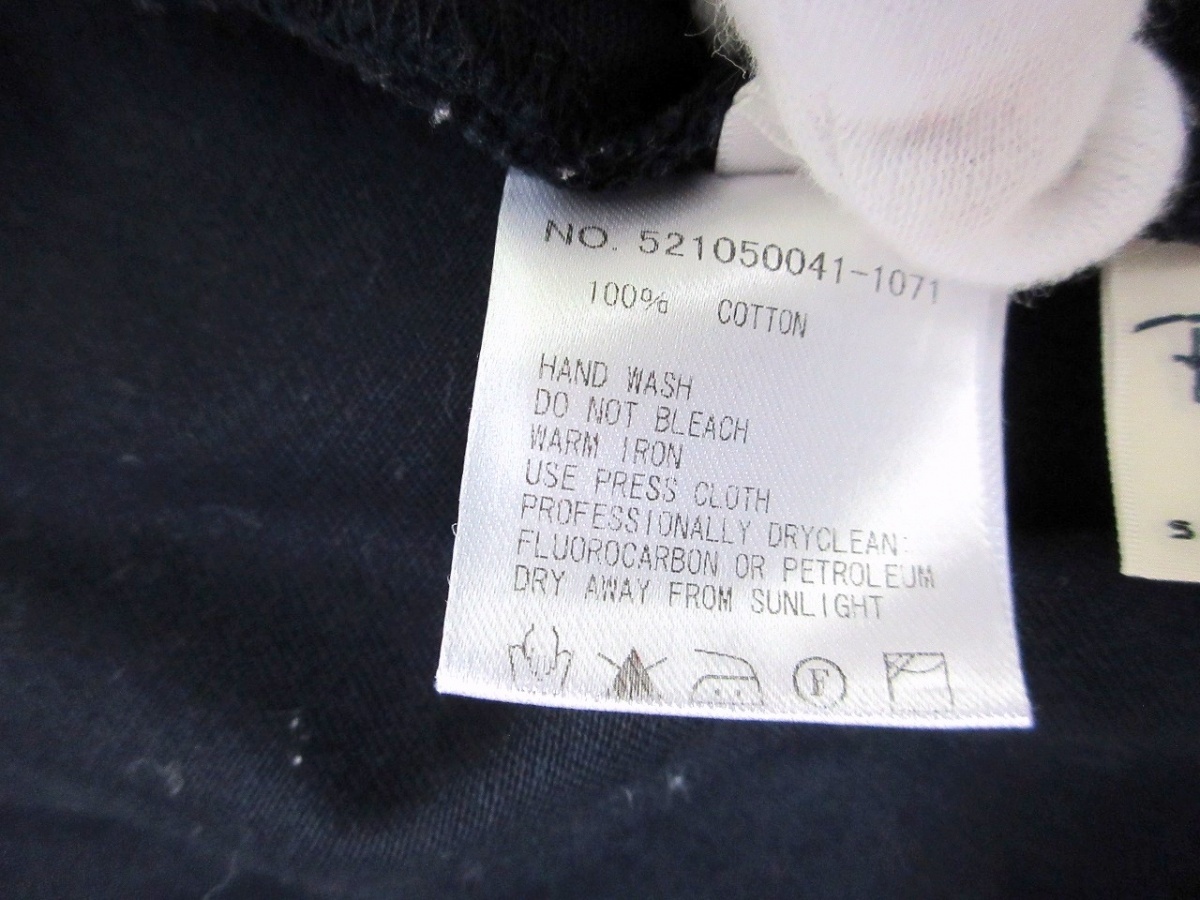 NO. 521050041-1071
100% COTTON
HAND WASH
DO NOT BLEACH
WARM IRON
USE PRESS CLOTH
PROFESSIONALLY DRYCLEAN:
FLUOROCARBON OR PETROLEUM
DRY AWAY FROM SUNLIGHT
F
S